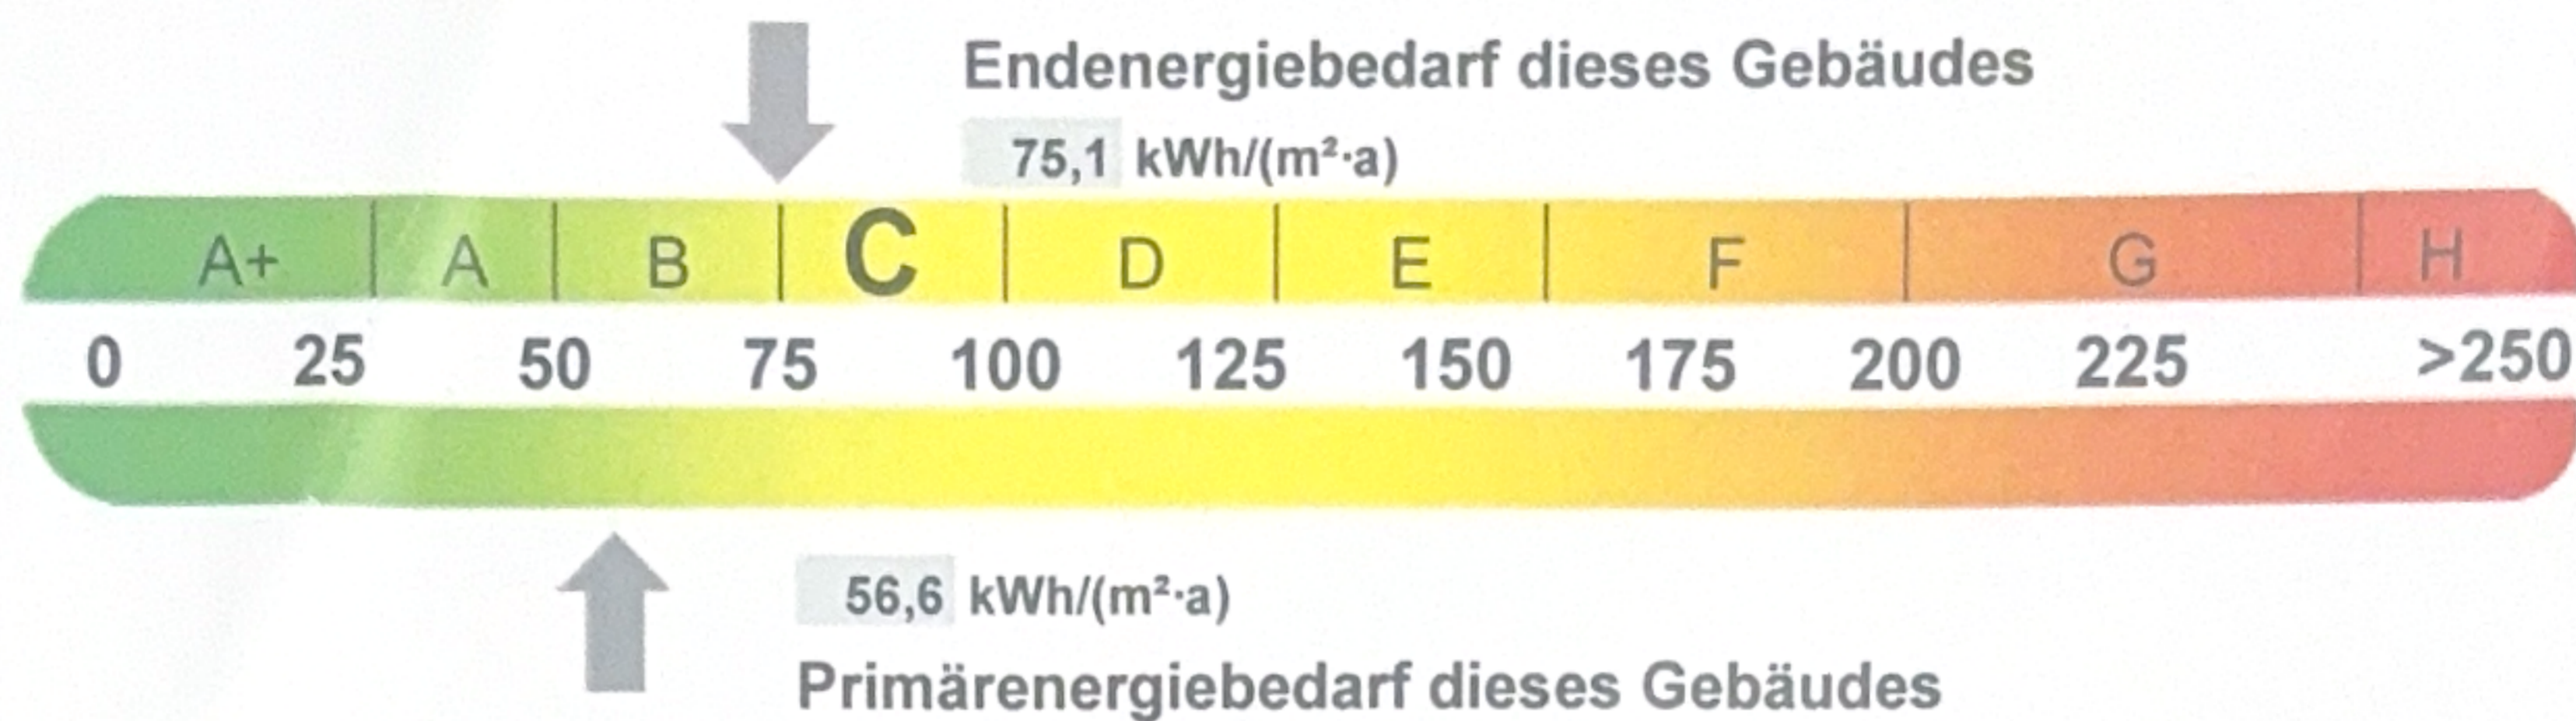 Endenergiebedarf dieses Gebäudes
75,1 kWh/(m²·a)
A+ A B C D E F G H
0 25 50 75 100 125 150 175 200 225 >250
56,6 kWh/(m²·a)
Primärenergiebedarf dieses Gebäudes